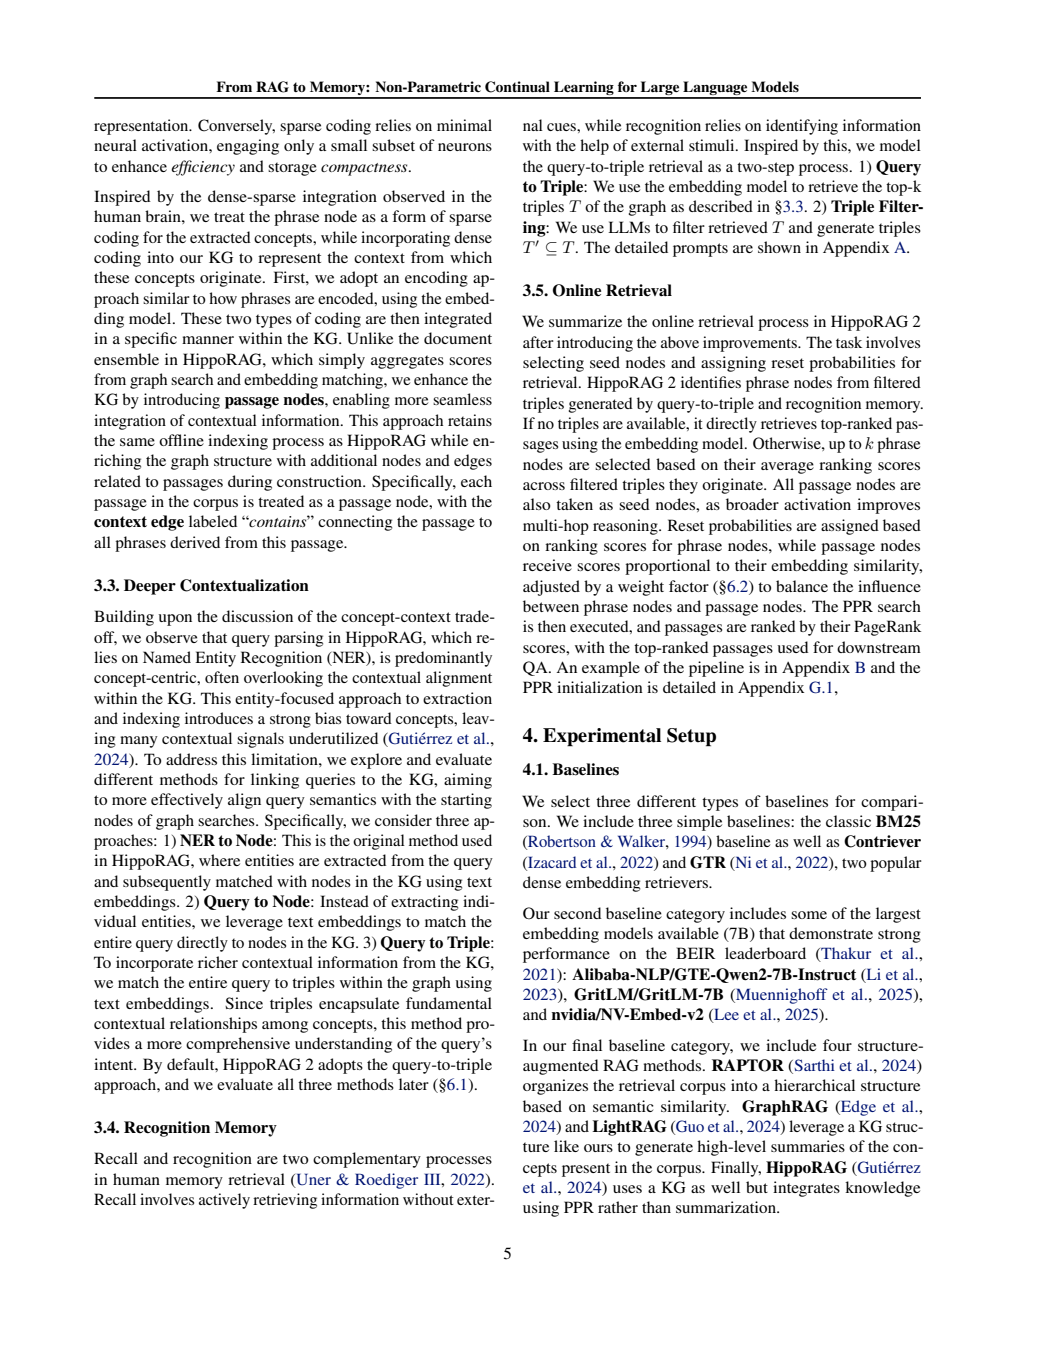 From RAG to Memory: Non-Parametric Continual Learning for Large Language Models
representation. Conversely, sparse coding relies on minimal
neural activation, engaging only a small subset of neurons
to enhance efficiency and storage compactness.
Inspired by the dense-sparse integration observed in the
human brain, we treat the phrase node as a form of sparse
coding for the extracted concepts, while incorporating dense
coding into our KG to represent the context from which
these concepts originate. First, we adopt an encoding ap-
proach similar to how phrases are encoded, using the embed-
ding model. These two types of coding are then integrated
in a specific manner within the KG. Unlike the document
ensemble in HippoRAG, which simply aggregates scores
from graph search and embedding matching, we enhance the
KG by introducing passage nodes, enabling more seamless
integration of contextual information. This approach retains
the same offline indexing process as HippoRAG while en-
riching the graph structure with additional nodes and edges
related to passages during construction. Specifically, each
passage in the corpus is treated as a passage node, with the
context edge labeled “contains” connecting the passage to
all phrases derived from this passage.
3.3. Deeper Contextualization
Building upon the discussion of the concept-context trade-
off, we observe that query parsing in HippoRAG, which re-
lies on Named Entity Recognition (NER), is predominantly
concept-centric, often overlooking the contextual alignment
within the KG. This entity-focused approach to extraction
and indexing introduces a strong bias toward concepts, leav-
ing many contextual signals underutilized (Gutiérrez et al.,
2024). To address this limitation, we explore and evaluate
different methods for linking queries to the KG, aiming
to more effectively align query semantics with the starting
nodes of graph searches. Specifically, we consider three ap-
proaches: 1) NER to Node: This is the original method used
in HippoRAG, where entities are extracted from the query
and subsequently matched with nodes in the KG using text
embeddings. 2) Query to Node: Instead of extracting indi-
vidual entities, we leverage text embeddings to match the
entire query directly to nodes in the KG. 3) Query to Triple:
To incorporate richer contextual information from the KG,
we match the entire query to triples within the graph using
text embeddings. Since triples encapsulate fundamental
contextual relationships among concepts, this method pro-
vides a more comprehensive understanding of the query’s
intent. By default, HippoRAG 2 adopts the query-to-triple
approach, and we evaluate all three methods later (§6.1).
3.4. Recognition Memory
Recall and recognition are two complementary processes
in human memory retrieval (Uner & Roediger III, 2022).
Recall involves actively retrieving information without exter-
nal cues, while recognition relies on identifying information
with the help of external stimuli. Inspired by this, we model
the query-to-triple retrieval as a two-step process. 1) Query
to Triple: We use the embedding model to retrieve the top-k
triples T of the graph as described in §3.3. 2) Triple Filter-
ing: We use LLMs to filter retrieved T and generate triples
T′ ⊆ T. The detailed prompts are shown in Appendix A.
3.5. Online Retrieval
We summarize the online retrieval process in HippoRAG 2
after introducing the above improvements. The task involves
selecting seed nodes and assigning reset probabilities for
retrieval. HippoRAG 2 identifies phrase nodes from filtered
triples generated by query-to-triple and recognition memory.
If no triples are available, it directly retrieves top-ranked pas-
sages using the embedding model. Otherwise, up to k phrase
nodes are selected based on their average ranking scores
across filtered triples they originate. All passage nodes are
also taken as seed nodes, as broader activation improves
multi-hop reasoning. Reset probabilities are assigned based
on ranking scores for phrase nodes, while passage nodes
receive scores proportional to their embedding similarity,
adjusted by a weight factor (§6.2) to balance the influence
between phrase nodes and passage nodes. The PPR search
is then executed, and passages are ranked by their PageRank
scores, with the top-ranked passages used for downstream
QA. An example of the pipeline is in Appendix B and the
PPR initialization is detailed in Appendix G.1,
4. Experimental Setup
4.1. Baselines
We select three different types of baselines for compari-
son. We include three simple baselines: the classic BM25
(Robertson & Walker, 1994) baseline as well as Contriever
(Izacard et al., 2022) and GTR (Ni et al., 2022), two popular
dense embedding retrievers.
Our second baseline category includes some of the largest
embedding models available (7B) that demonstrate strong
performance on the BEIR leaderboard (Thakur et al.,
2021): Alibaba-NLP/GTE-Qwen2-7B-Instruct (Li et al.,
2023), GritLM/GritLM-7B (Muennighoff et al., 2025),
and nvidia/NV-Embed-v2 (Lee et al., 2025).
In our final baseline category, we include four structure-
augmented RAG methods. RAPTOR (Sarthi et al., 2024)
organizes the retrieval corpus into a hierarchical structure
based on semantic similarity. GraphRAG (Edge et al.,
2024) and LightRAG (Guo et al., 2024) leverage a KG struc-
ture like ours to generate high-level summaries of the con-
cepts present in the corpus. Finally, HippoRAG (Gutiérrez
et al., 2024) uses a KG as well but integrates knowledge
using PPR rather than summarization.
5